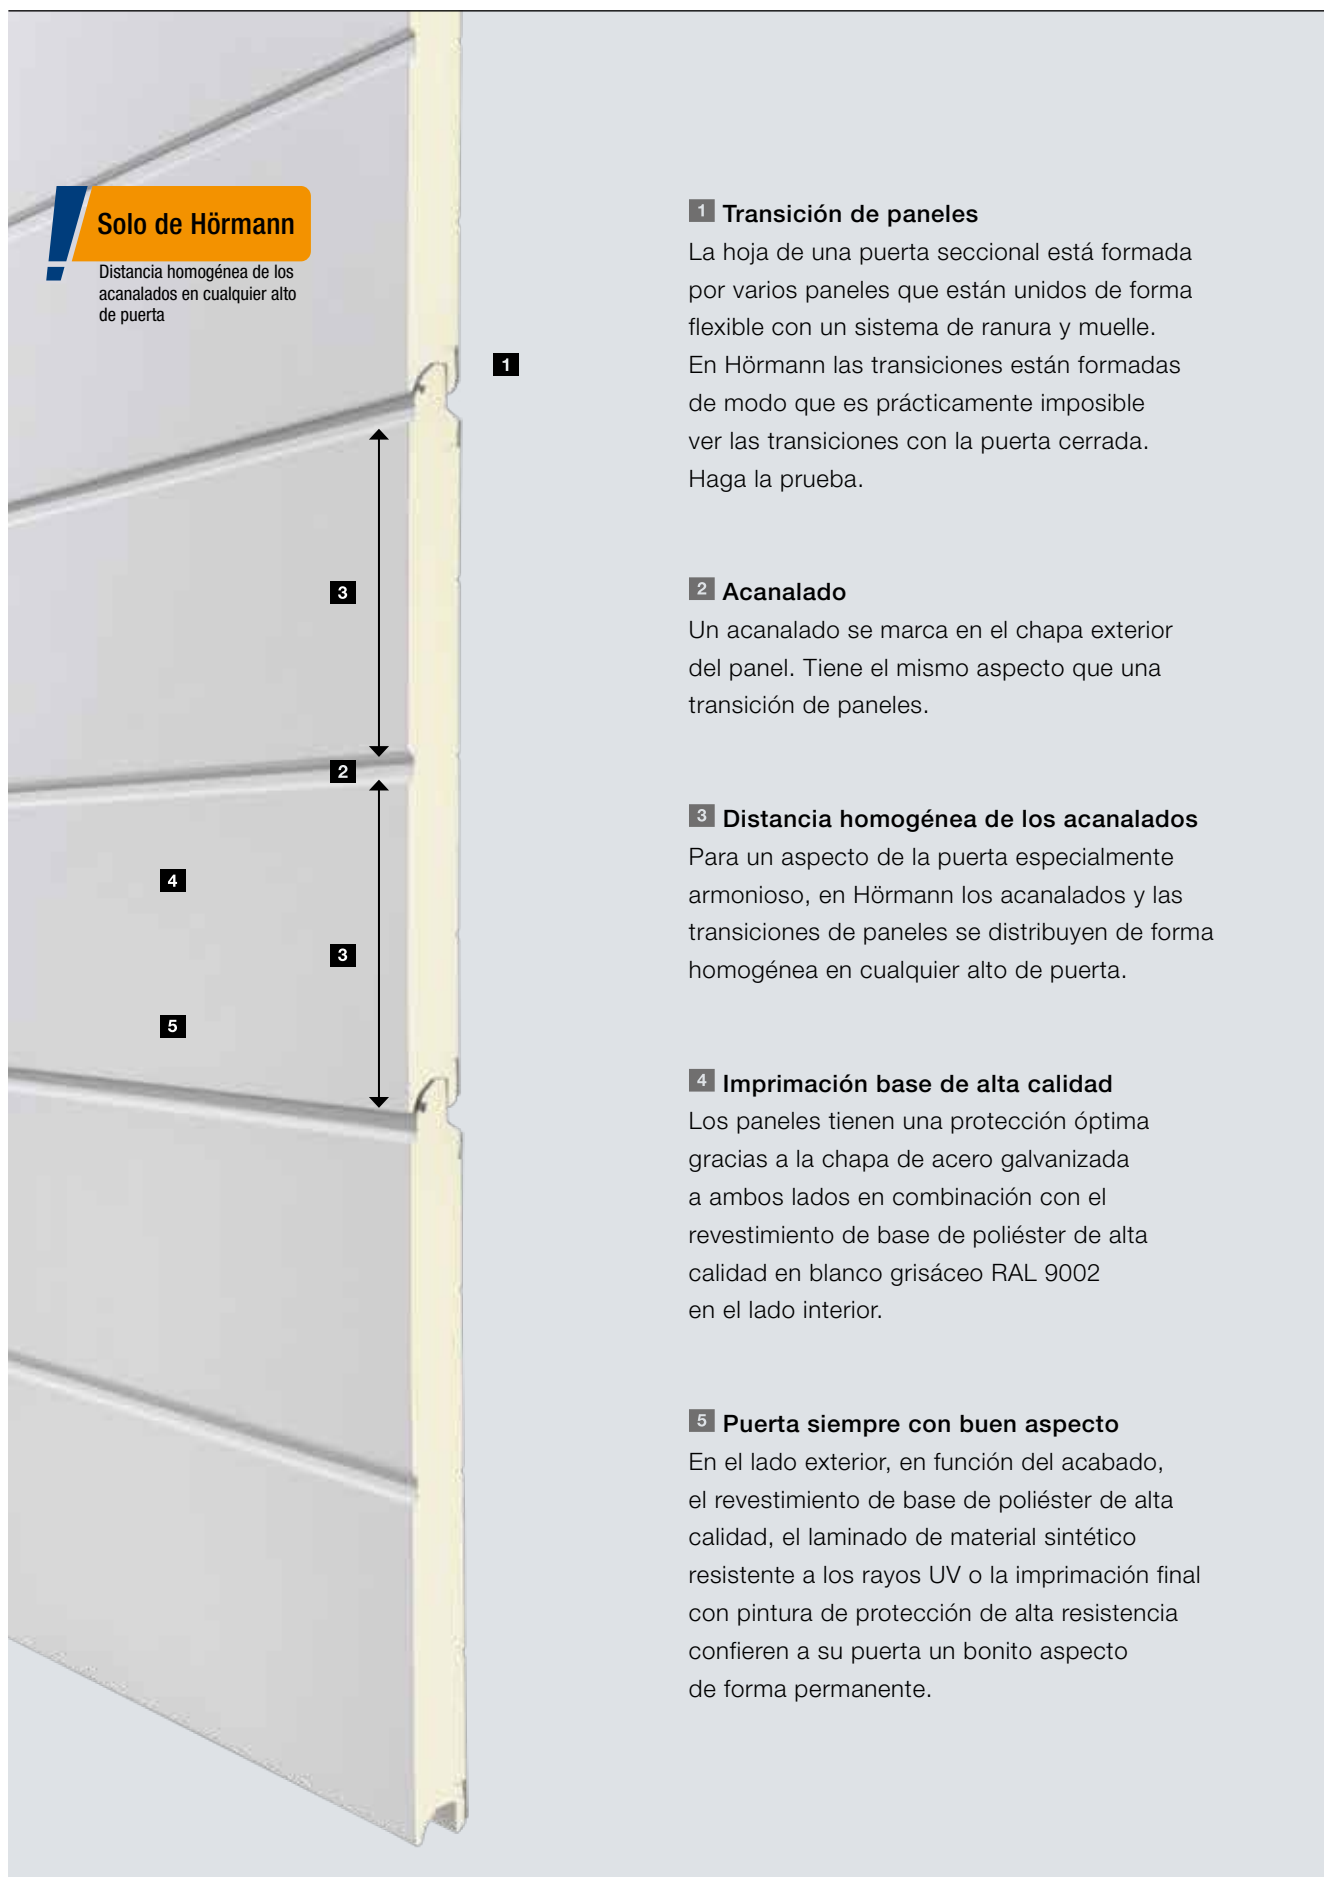 Solo de Hörmann
Distancia homogénea de los
acanalados en cualquier alto
de puerta
1
3
2
4
3
5
1 Transición de paneles
La hoja de una puerta seccional está formada
por varios paneles que están unidos de forma
flexible con un sistema de ranura y muelle.
En Hörmann las transiciones están formadas
de modo que es prácticamente imposible
ver las transiciones con la puerta cerrada.
Haga la prueba.
2 Acanalado
Un acanalado se marca en el chapa exterior
del panel. Tiene el mismo aspecto que una
transición de paneles.
3 Distancia homogénea de los acanalados
Para un aspecto de la puerta especialmente
armonioso, en Hörmann los acanalados y las
transiciones de paneles se distribuyen de forma
homogénea en cualquier alto de puerta.
4 Imprimación base de alta calidad
Los paneles tienen una protección óptima
gracias a la chapa de acero galvanizada
a ambos lados en combinación con el
revestimiento de base de poliéster de alta
calidad en blanco grisáceo RAL 9002
en el lado interior.
5 Puerta siempre con buen aspecto
En el lado exterior, en función del acabado,
el revestimiento de base de poliéster de alta
calidad, el laminado de material sintético
resistente a los rayos UV o la imprimación final
con pintura de protección de alta resistencia
confieren a su puerta un bonito aspecto
de forma permanente.